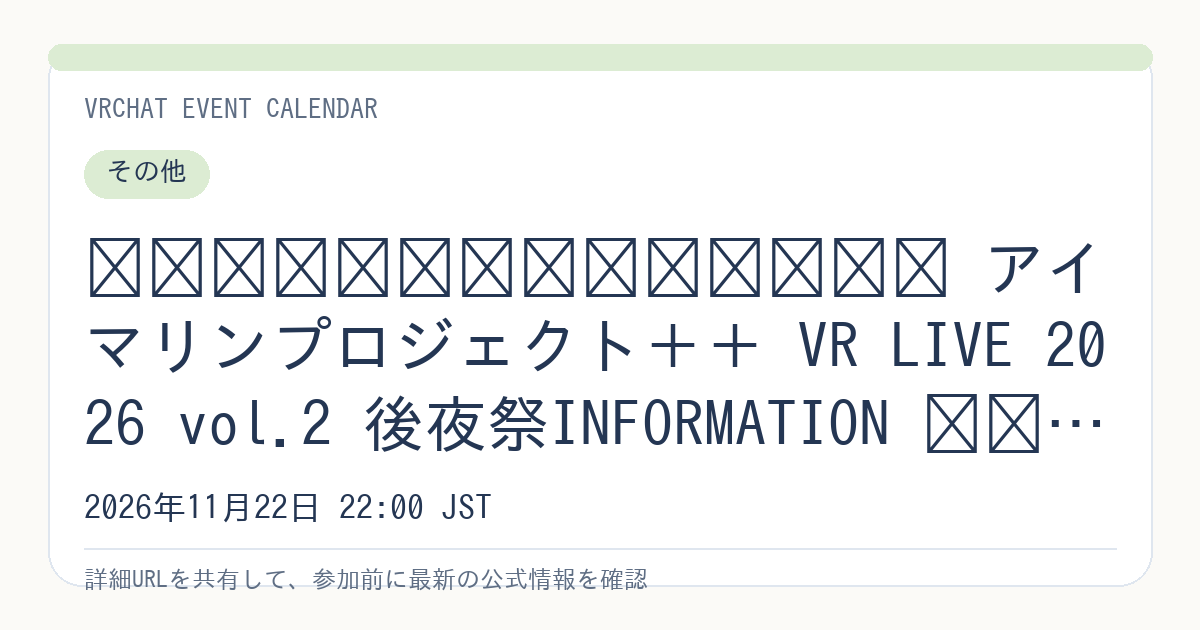 VRCHAT EVENT CALENDAR
その他
アイ
マリンプロジェクト++ VR LIVE 20
26 vol.2 後夜祭INFORMATION …
2026年11月22日 22:00 JST
詳細URLを共有して、参加前に最新の公式情報を確認